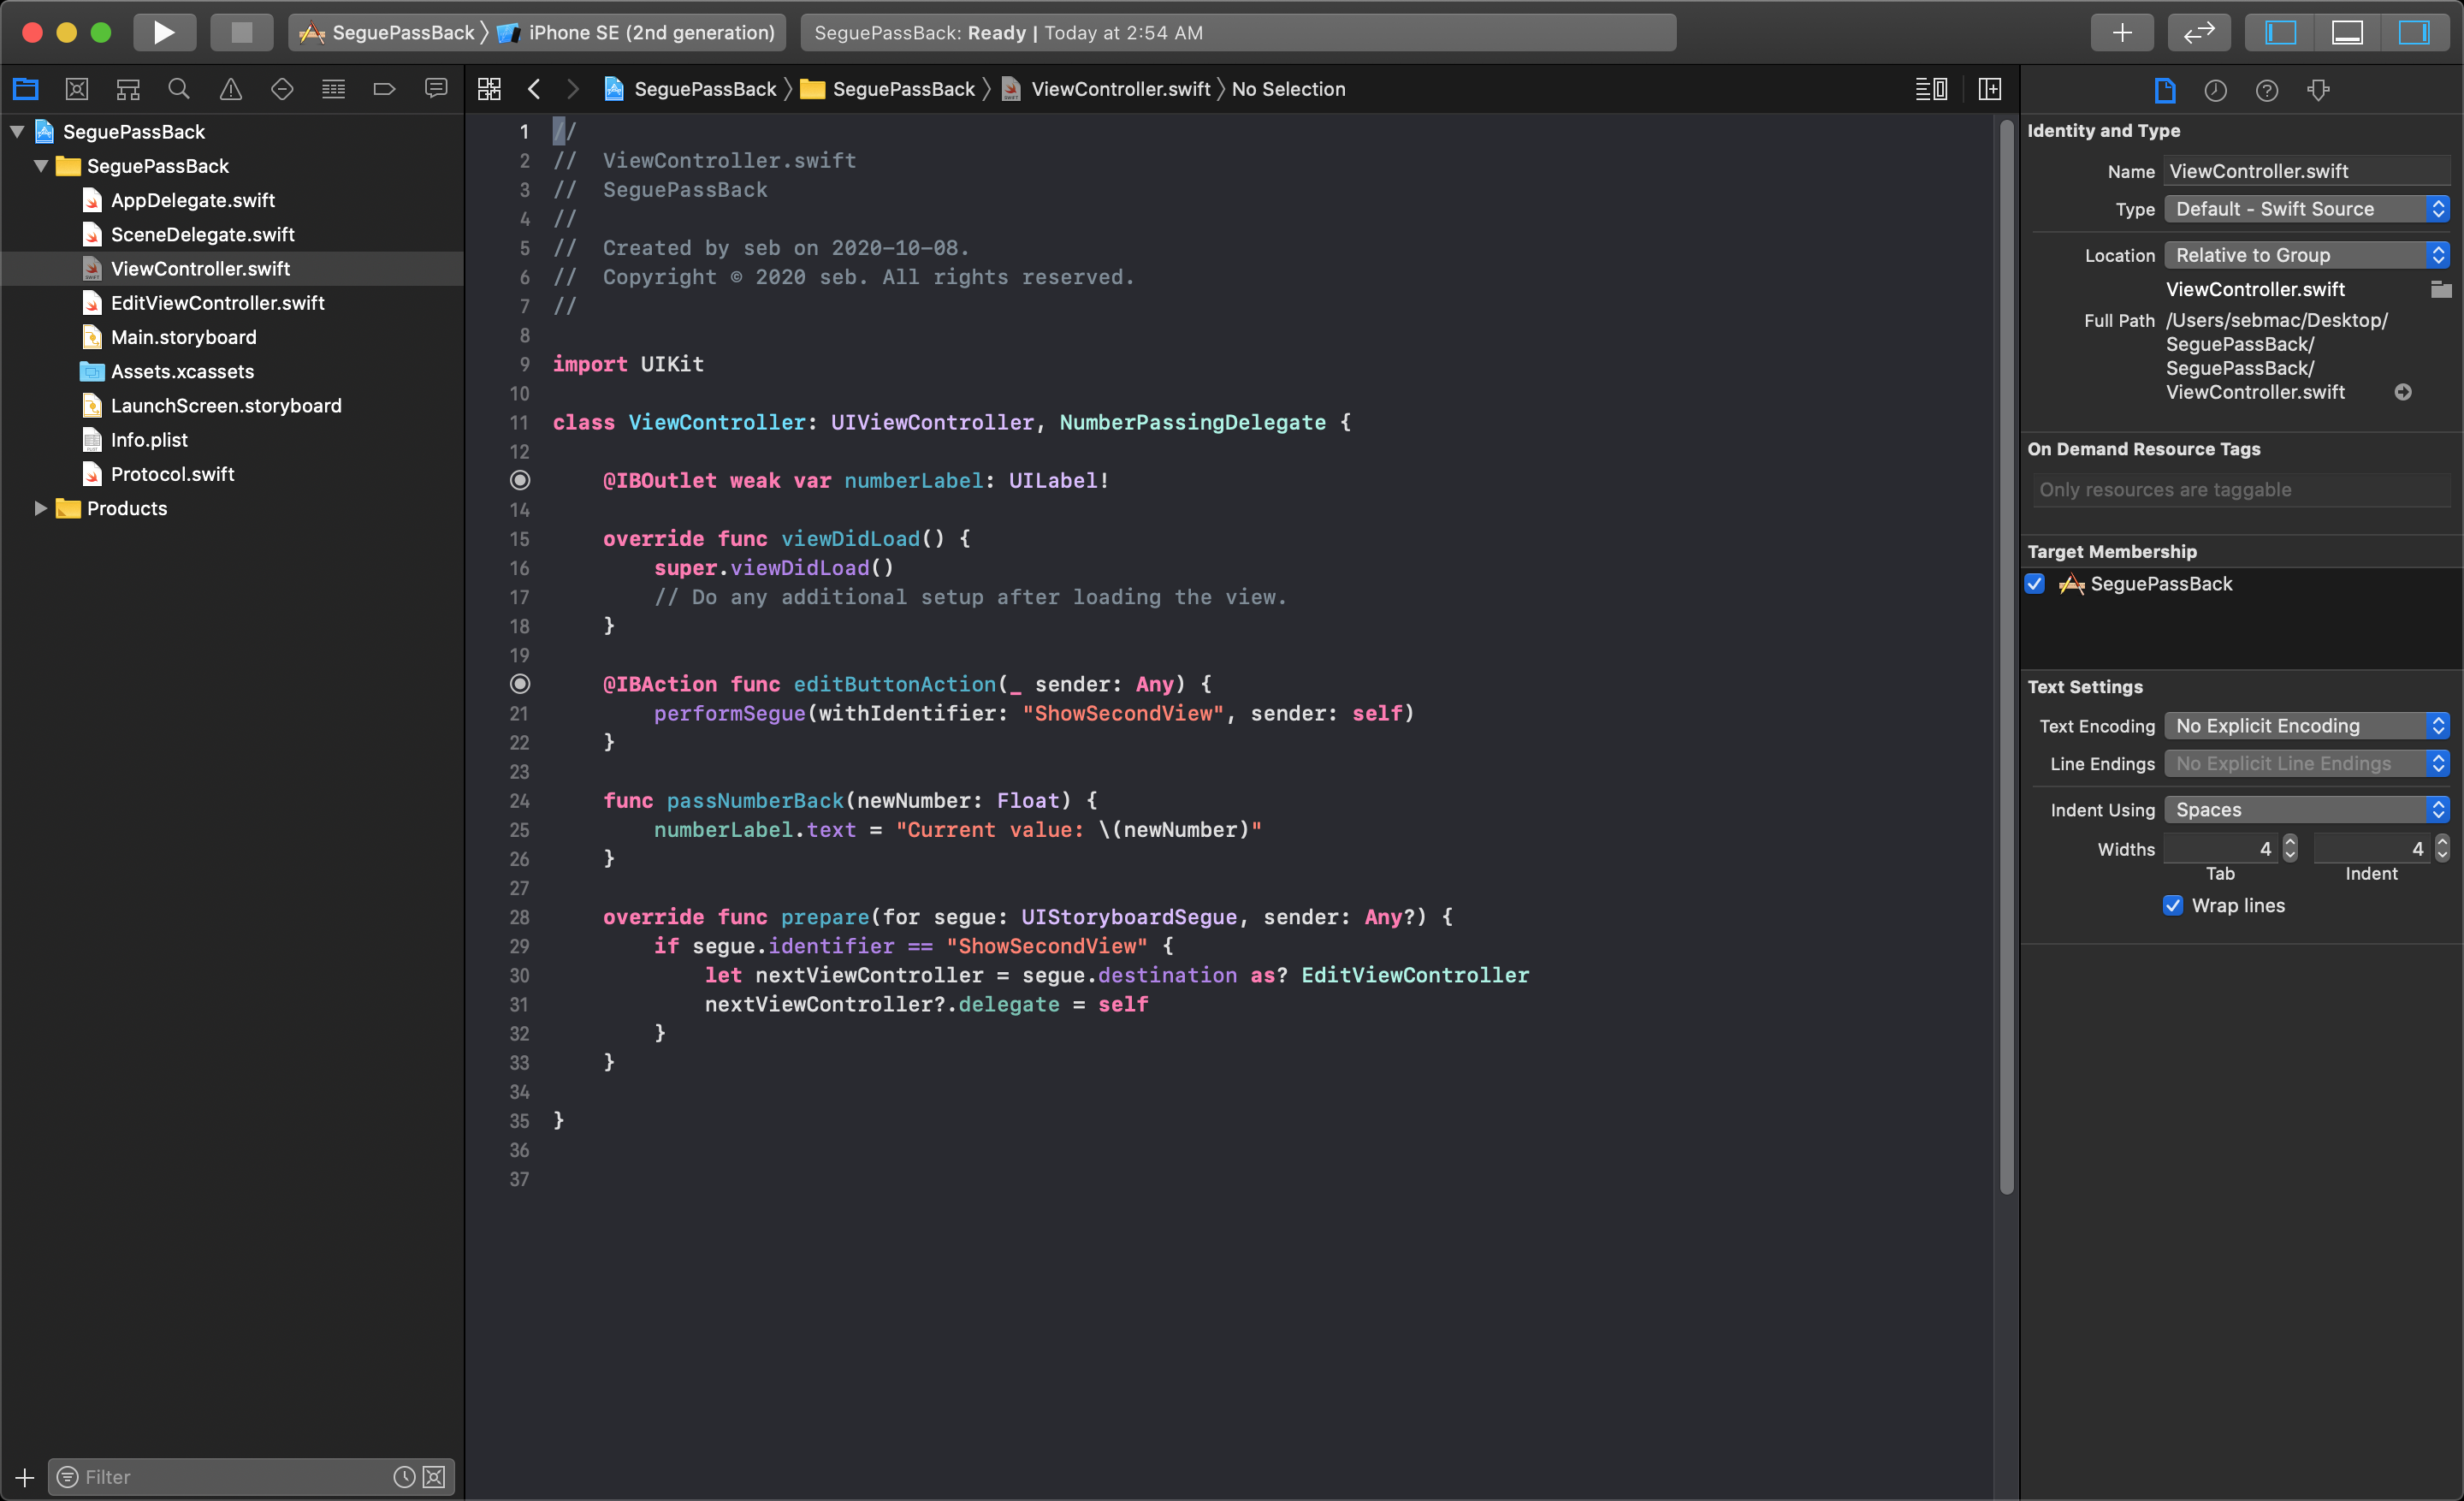 SeguePassBack 〉 iPhone SE (2nd generation)
SeguePassBack: Ready | Today at 2:54 AM
SeguePassBack 〉 SeguePassBack 〉 ViewController.swift 〉 No Selection
SeguePassBack
SeguePassBack
AppDelegate.swift
SceneDelegate.swift
ViewController.swift
EditViewController.swift
Main.storyboard
Assets.xcassets
LaunchScreen.storyboard
Info.plist
Protocol.swift
Products
Filter
1 //
2 //  ViewController.swift
3 //  SeguePassBack
4 //
5 //  Created by seb on 2020-10-08.
6 //  Copyright © 2020 seb. All rights reserved.
7 //
8
9 import UIKit
10
11 class ViewController: UIViewController, NumberPassingDelegate {
12
    @IBOutlet weak var numberLabel: UILabel!
14
15     override func viewDidLoad() {
16         super.viewDidLoad()
17         // Do any additional setup after loading the view.
18     }
19
    @IBAction func editButtonAction(_ sender: Any) {
21         performSegue(withIdentifier: "ShowSecondView", sender: self)
22     }
23
24     func passNumberBack(newNumber: Float) {
25         numberLabel.text = "Current value: \(newNumber)"
26     }
27
28     override func prepare(for segue: UIStoryboardSegue, sender: Any?) {
29         if segue.identifier == "ShowSecondView" {
30             let nextViewController = segue.destination as? EditViewController
31             nextViewController?.delegate = self
32         }
33     }
34
35 }
36
37
Identity and Type
Name ViewController.swift
Type Default - Swift Source
Location Relative to Group
ViewController.swift
Full Path /Users/sebmac/Desktop/
SeguePassBack/
SeguePassBack/
ViewController.swift
On Demand Resource Tags
Only resources are taggable
Target Membership
SeguePassBack
Text Settings
Text Encoding No Explicit Encoding
Line Endings No Explicit Line Endings
Indent Using Spaces
Widths 4 4
Tab Indent
Wrap lines